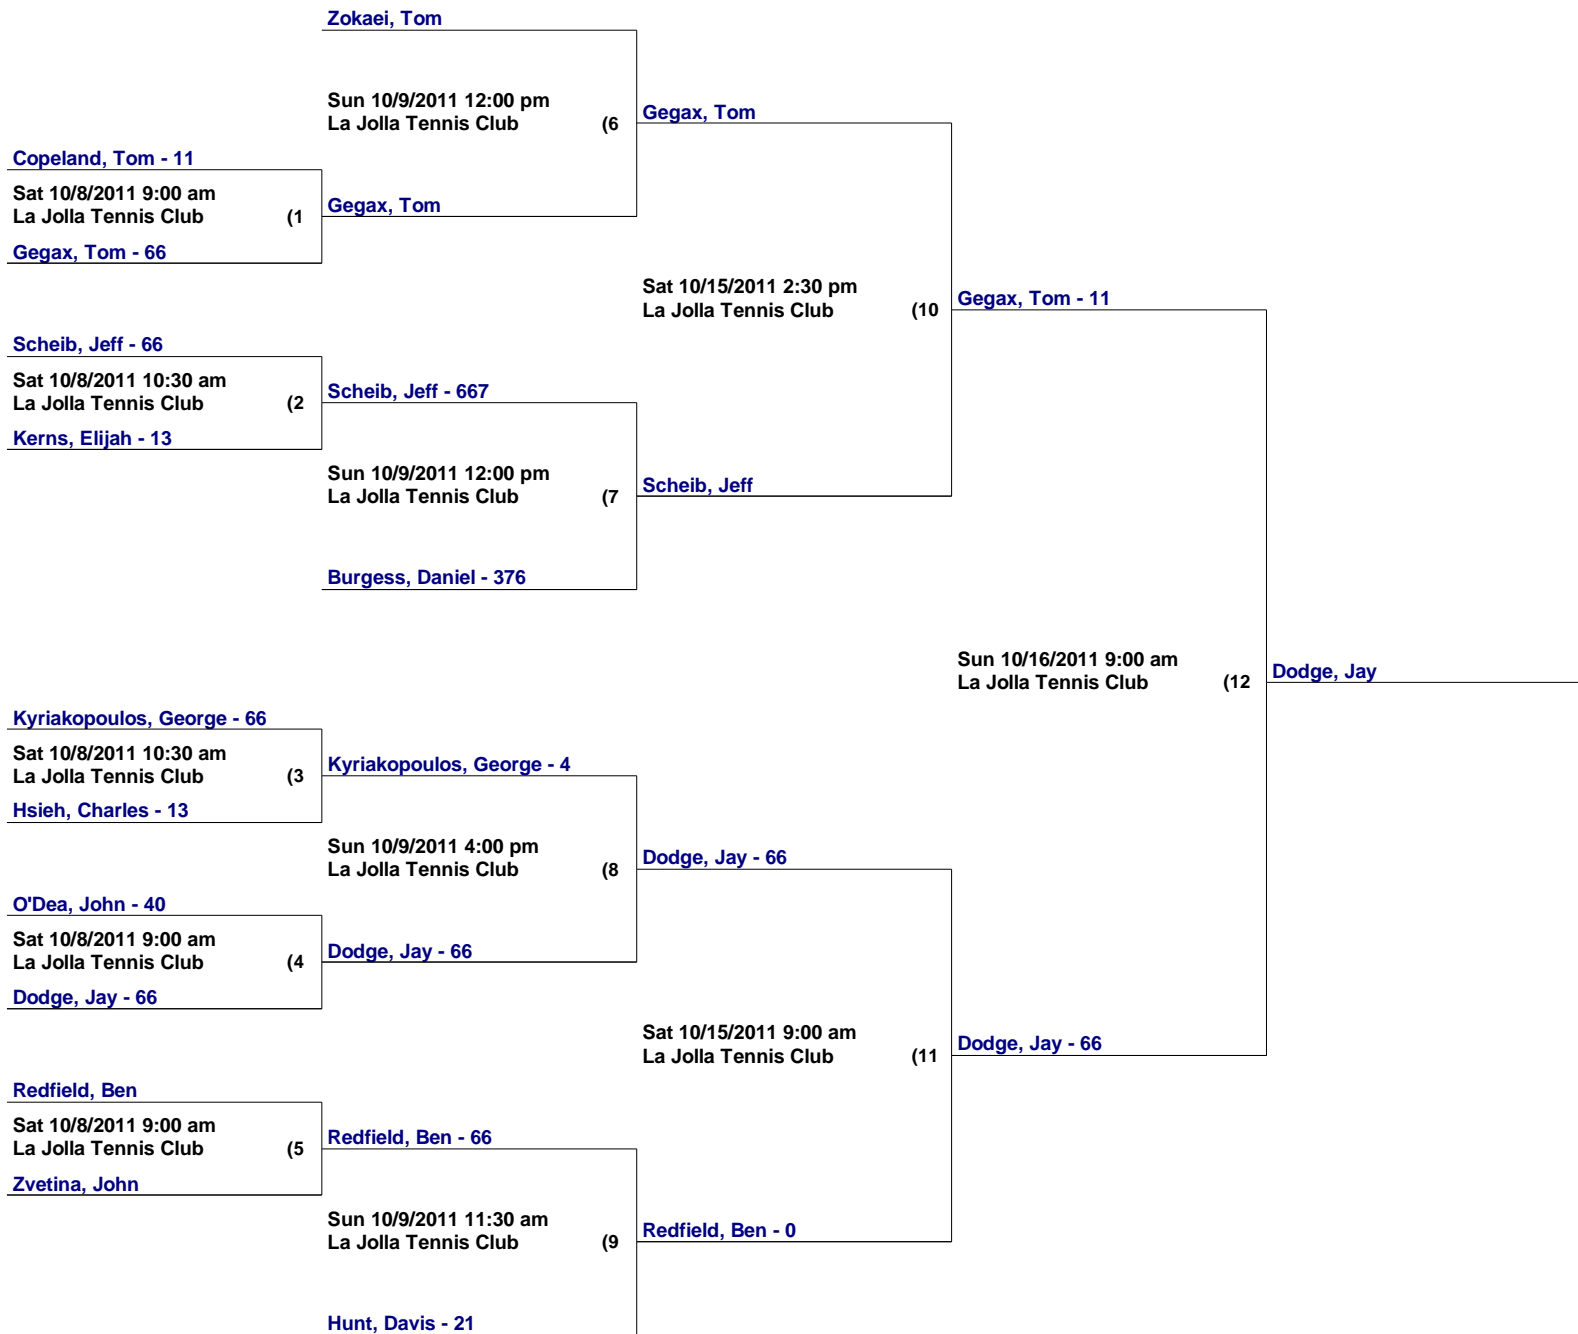 Zokaei, Tom
Sun 10/9/2011 12:00 pm
La Jolla Tennis Club (6
Gegax, Tom
Copeland, Tom - 11
Sat 10/8/2011 9:00 am
La Jolla Tennis Club (1
Gegax, Tom
Gegax, Tom - 66
Sat 10/15/2011 2:30 pm
La Jolla Tennis Club (10
Gegax, Tom - 11
Scheib, Jeff - 66
Sat 10/8/2011 10:30 am
La Jolla Tennis Club (2
Scheib, Jeff - 667
Kerns, Elijah - 13
Sun 10/9/2011 12:00 pm
La Jolla Tennis Club (7
Scheib, Jeff
Burgess, Daniel - 376
Sun 10/16/2011 9:00 am
La Jolla Tennis Club (12
Dodge, Jay
Kyriakopoulos, George - 66
Sat 10/8/2011 10:30 am
La Jolla Tennis Club (3
Kyriakopoulos, George - 4
Hsieh, Charles - 13
Sun 10/9/2011 4:00 pm
La Jolla Tennis Club (8
Dodge, Jay - 66
O'Dea, John - 40
Sat 10/8/2011 9:00 am
La Jolla Tennis Club (4
Dodge, Jay - 66
Dodge, Jay - 66
Sat 10/15/2011 9:00 am
La Jolla Tennis Club (11
Dodge, Jay - 66
Redfield, Ben
Sat 10/8/2011 9:00 am
La Jolla Tennis Club (5
Redfield, Ben - 66
Zvetina, John
Sun 10/9/2011 11:30 am
La Jolla Tennis Club (9
Redfield, Ben - 0
Hunt, Davis - 21